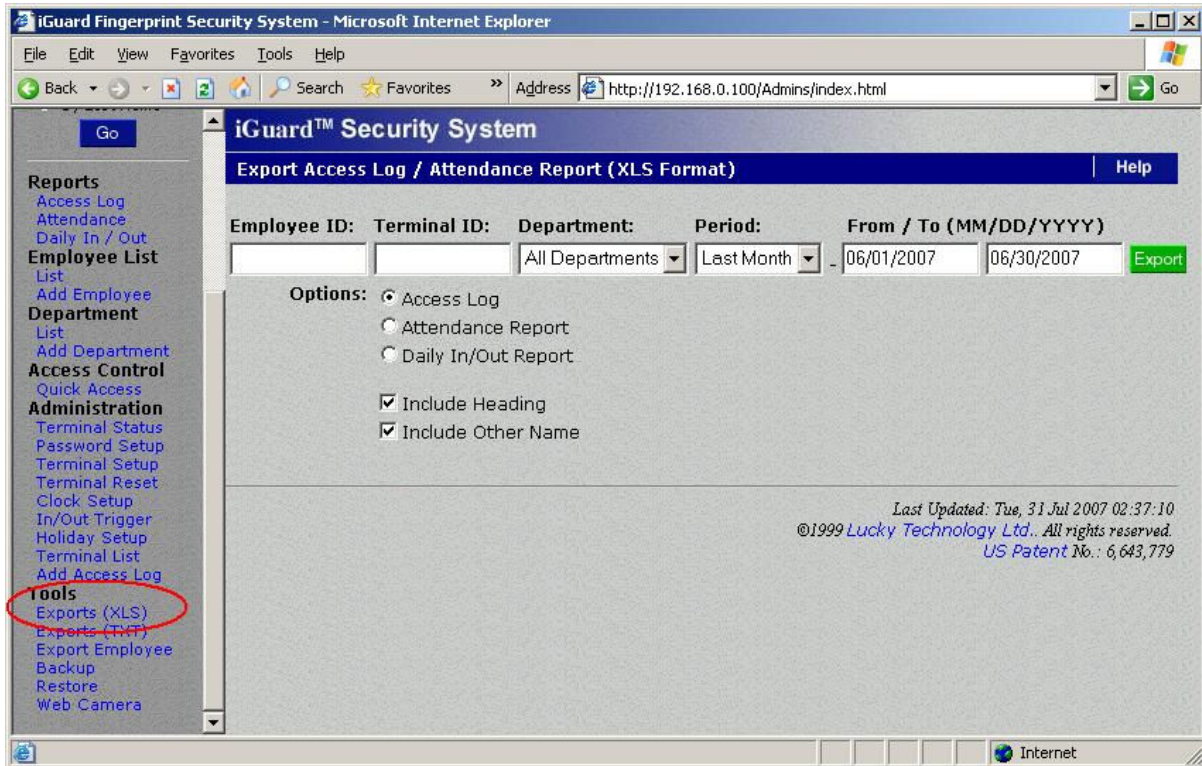 iGuard Fingerprint Security System - Microsoft Internet Explorer
File Edit View Favorites Tools Help
Back Search Favorites » Address http://192.168.0.100/Admins/index.html Go
Go
Reports
Access Log
Attendance
Daily In / Out
Employee List
List
Add Employee
Department
List
Add Department
Access Control
Quick Access
Administration
Terminal Status
Password Setup
Terminal Setup
Terminal Reset
Clock Setup
In/Out Trigger
Holiday Setup
Terminal List
Add Access Log
Tools
Exports (XLS)
Exports (TXT)
Export Employee
Backup
Restore
Web Camera
iGuard™ Security System
Export Access Log / Attendance Report (XLS Format) Help
Employee ID: Terminal ID: Department: Period: From / To (MM/DD/YYYY)
All Departments Last Month - 06/01/2007 06/30/2007 Export
Options: Access Log
Attendance Report
Daily In/Out Report
Include Heading
Include Other Name
Last Updated: Tue, 31 Jul 2007 02:37:10
©1999 Lucky Technology Ltd.. All rights reserved.
US Patent No.: 6,643,779
Internet